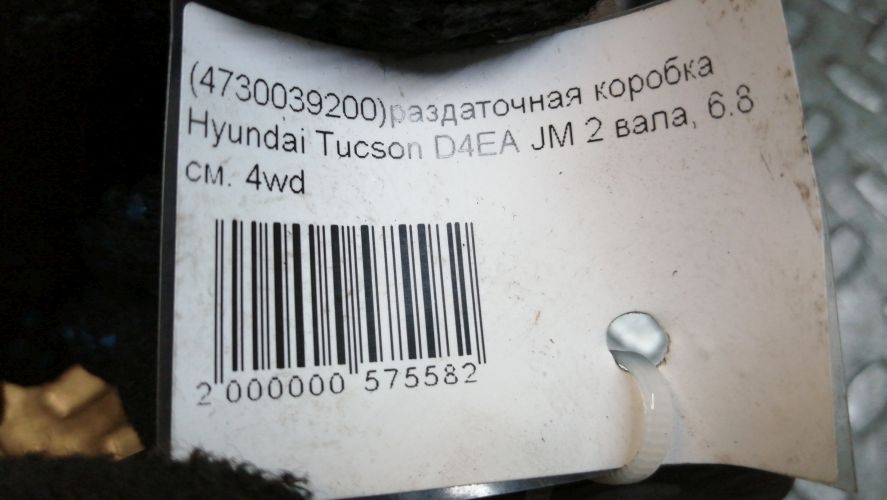 (4730039200)раздаточная коробка
Hyundai Tucson D4EA JM 2 вала, 6.8
см. 4wd
2 000000 575582